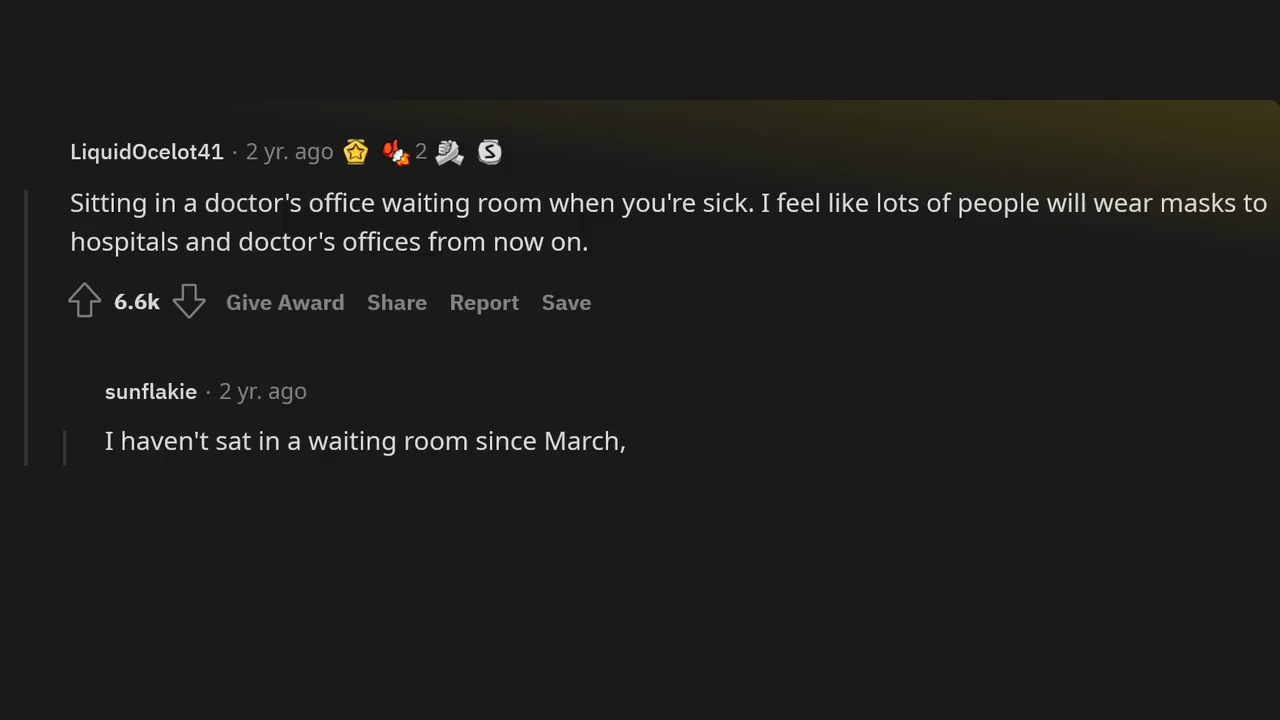 LiquidOcelot41 · 2 yr. ago 2 S
Sitting in a doctor's office waiting room when you're sick. I feel like lots of people will wear masks to
hospitals and doctor's offices from now on.
6.6k Give Award Share Report Save
sunflakie · 2 yr. ago
I haven't sat in a waiting room since March,